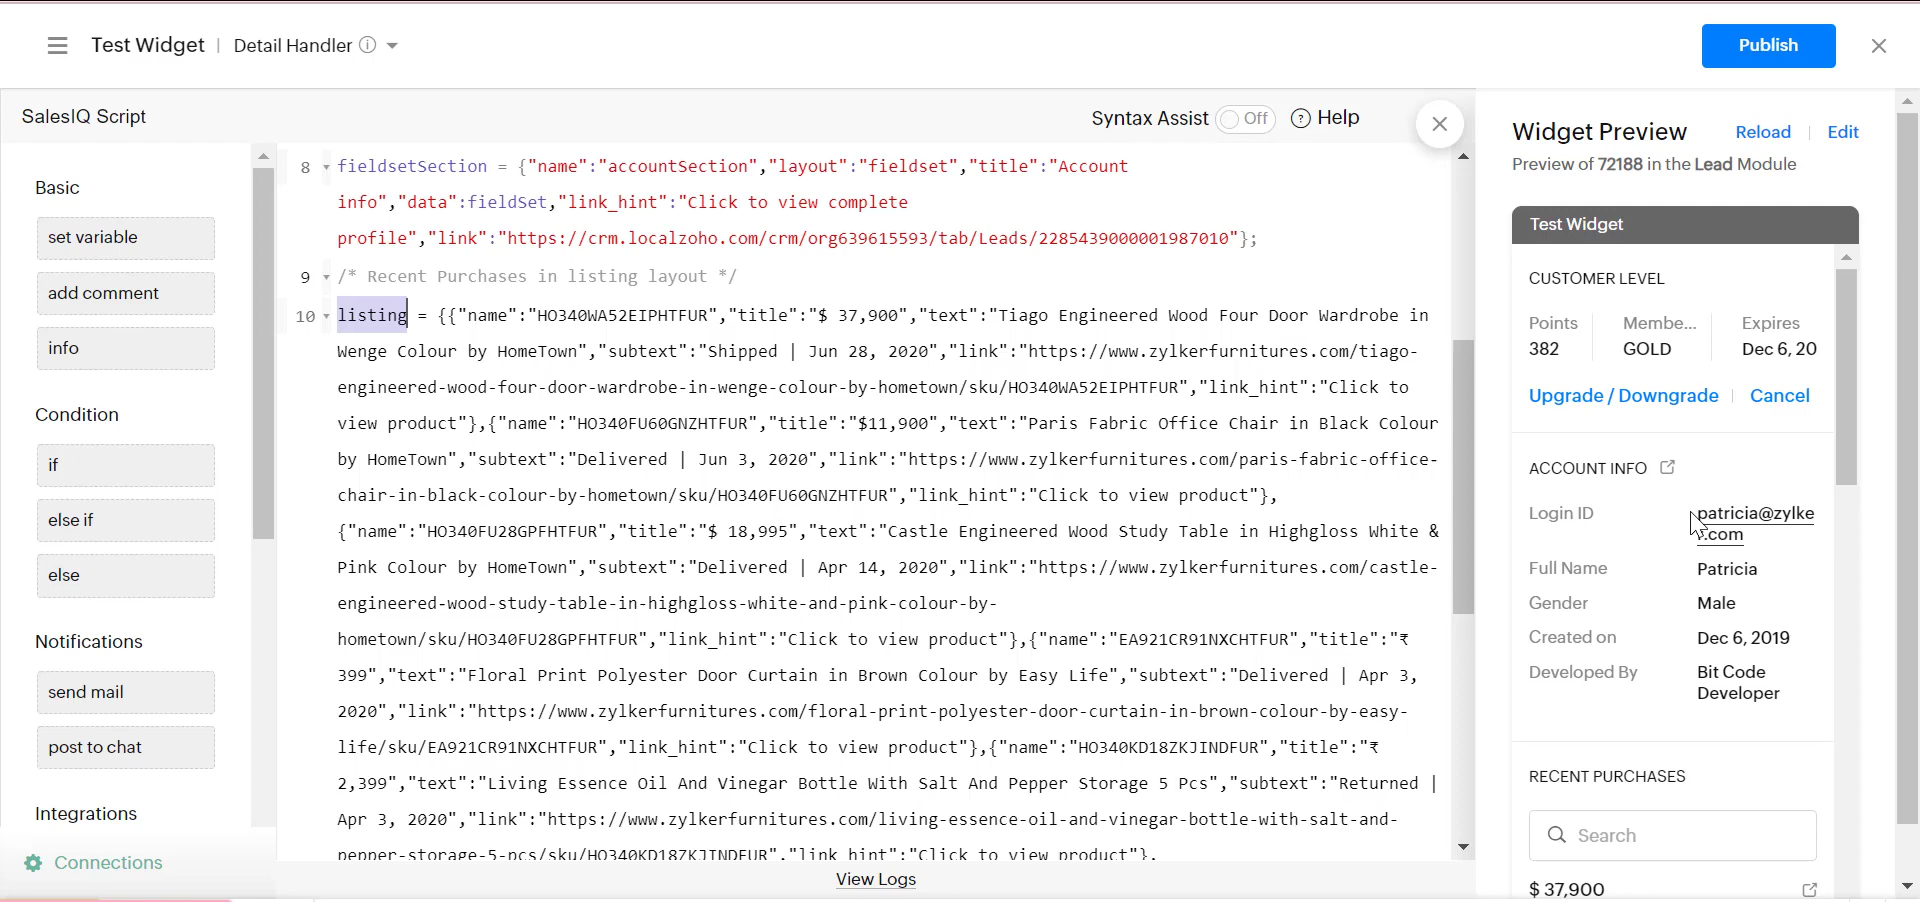 Test Widget | Detail Handler
Publish
SalesIQ Script
Syntax Assist Off Help
Basic
set variable
add comment
info
Condition
if
else if
else
Notifications
send mail
post to chat
Integrations
Connections
8 fieldsetSection = {"name":"accountSection","layout":"fieldset","title":"Account
info","data":fieldSet,"link_hint":"Click to view complete
profile","link":"https://crm.localzoho.com/crm/org639615593/tab/Leads/2285439000001987010"};
9 /* Recent Purchases in listing layout */
10 listing = {{"name":"HO340WA52EIPHTFUR","title":"$ 37,900","text":"Tiago Engineered Wood Four Door Wardrobe in
Wenge Colour by HomeTown","subtext":"Shipped | Jun 28, 2020","link":"https://www.zylkerfurnitures.com/tiago-
engineered-wood-four-door-wardrobe-in-wenge-colour-by-hometown/sku/HO340WA52EIPHTFUR","link_hint":"Click to
view product"},{"name":"HO340FU60GNZHTFUR","title":"$11,900","text":"Paris Fabric Office Chair in Black Colour
by HomeTown","subtext":"Delivered | Jun 3, 2020","link":"https://www.zylkerfurnitures.com/paris-fabric-office-
chair-in-black-colour-by-hometown/sku/HO340FU60GNZHTFUR","link_hint":"Click to view product"},
{"name":"HO340FU28GPFHTFUR","title":"$ 18,995","text":"Castle Engineered Wood Study Table in Highgloss White &
Pink Colour by HomeTown","subtext":"Delivered | Apr 14, 2020","link":"https://www.zylkerfurnitures.com/castle-
engineered-wood-study-table-in-highgloss-white-and-pink-colour-by-
hometown/sku/HO340FU28GPFHTFUR","link_hint":"Click to view product"},{"name":"EA921CR91NXCHTFUR","title":"₹
399","text":"Floral Print Polyester Door Curtain in Brown Colour by Easy Life","subtext":"Delivered | Apr 3,
2020","link":"https://www.zylkerfurnitures.com/floral-print-polyester-door-curtain-in-brown-colour-by-easy-
life/sku/EA921CR91NXCHTFUR","link_hint":"Click to view product"},{"name":"HO340KD18ZKJINDFUR","title":"₹
2,399","text":"Living Essence Oil And Vinegar Bottle With Salt And Pepper Storage 5 Pcs","subtext":"Returned |
Apr 3, 2020","link":"https://www.zylkerfurnitures.com/living-essence-oil-and-vinegar-bottle-with-salt-and-
pepper-storage-5-pcs/sku/HO340KD18ZKJINDFUR","link_hint":"Click to view product"},
View Logs
Widget Preview Reload | Edit
Preview of 72188 in the Lead Module
Test Widget
CUSTOMER LEVEL
Points Membe... Expires
382 GOLD Dec 6, 20
Upgrade / Downgrade | Cancel
ACCOUNT INFO
Login ID patricia@zylke
r.com
Full Name Patricia
Gender Male
Created on Dec 6, 2019
Developed By Bit Code
Developer
RECENT PURCHASES
Search
$ 37,900